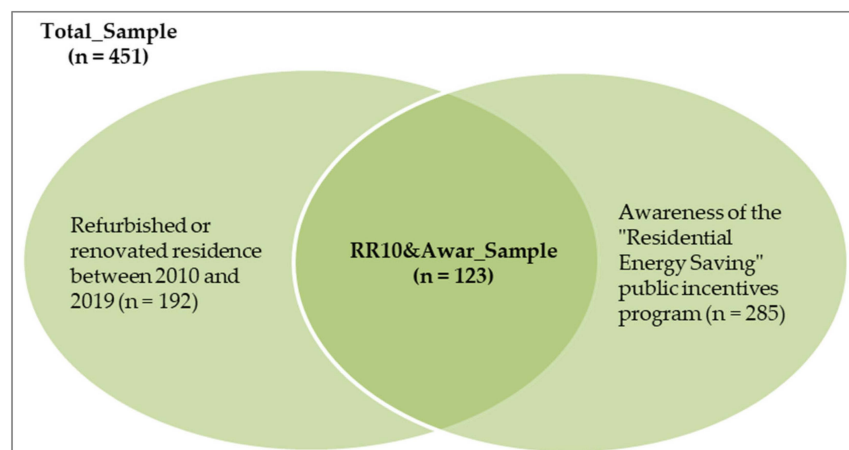 Total_Sample
(n = 451)
Refurbished or
renovated residence
between 2010 and
2019 (n = 192)
RR10&Awar_Sample
(n = 123)
Awareness of the
"Residential
Energy Saving"
public incentives
program (n = 285)